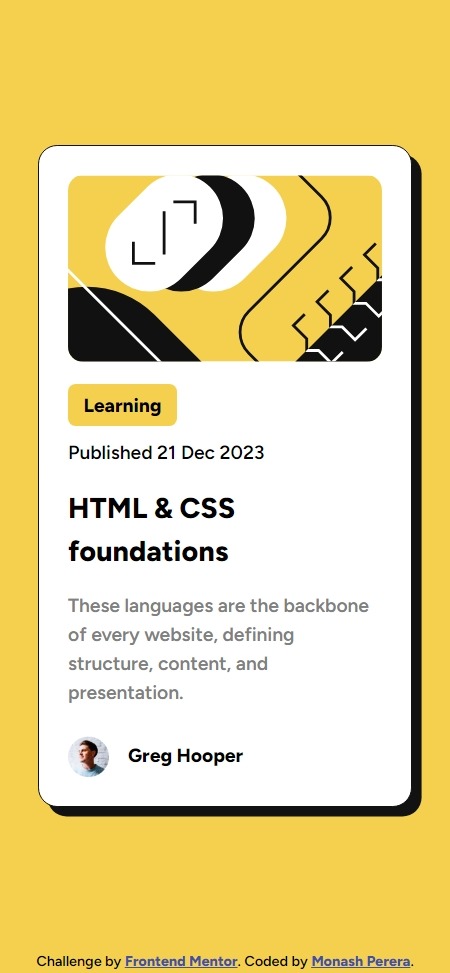 Learning
Published 21 Dec 2023
HTML & CSS
foundations
These languages are the backbone
of every website, defining
structure, content, and
presentation.
Greg Hooper
Challenge by Frontend Mentor. Coded by Monash Perera.